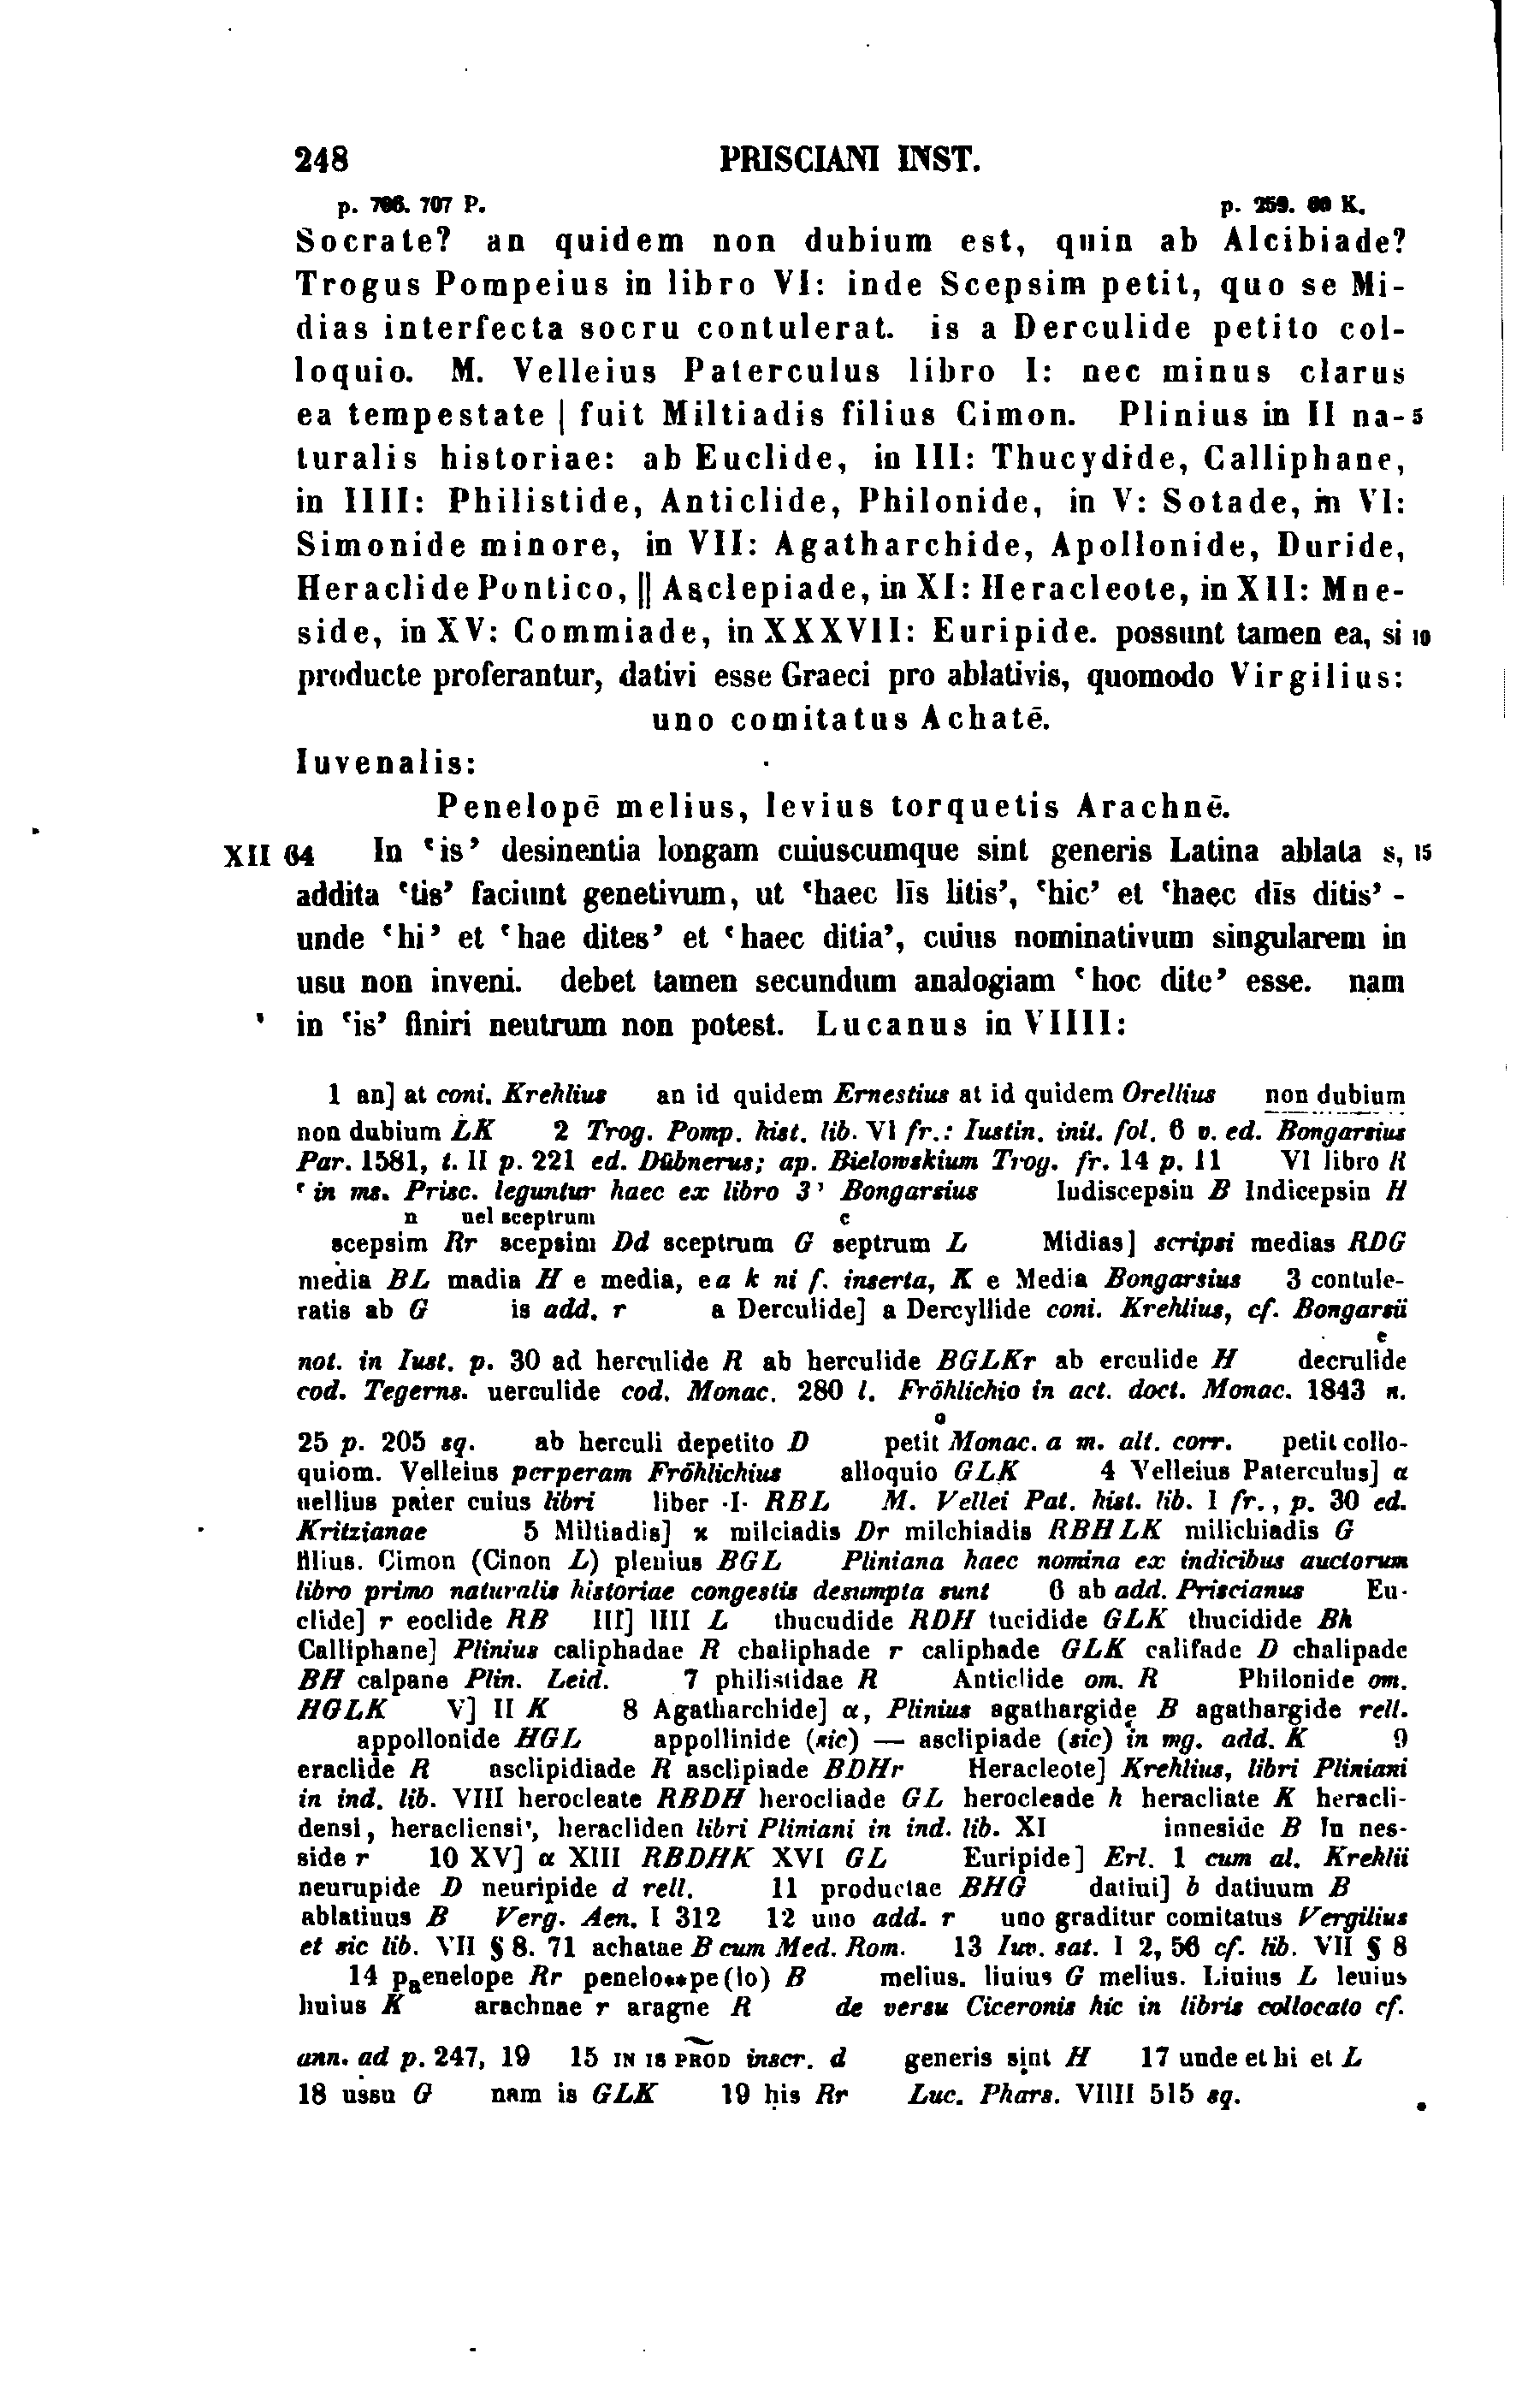 248 PRISCIANI INST.
p. 706. 707 P. p. 259. 60 K.
Socrate? an quidem non dubium est, quin ab Alcibiade?
Trogus Pompeius in libro VI: inde Scepsim petit, quo se Mi-
dias interfecta socru contulerat. is a Derculide petito col-
loquio. M. Velleius Paterculus libro I: nec minus clarus
ea tempestate | fuit Miltiadis filius Cimon. Plinius in II na- 5
turalis historiae: ab Euclide, in III: Thucydide, Calliphane,
in IIII: Philistide, Anticlide, Philonide, in V: Sotade, in VI:
Simonide minore, in VII: Agatharchide, Apollonide, Duride,
Heraclide Pontico, || Asclepiade, in XI: Heracleote, in XII: Mne-
side, in XV: Commiade, in XXXVII: Euripide. possunt tamen ea, si 10
producte proferantur, dativi esse Graeci pro ablativis, quomodo Virgilius:
uno comitatus Achatē.
Iuvenalis:
Penelopē melius, levius torquetis Arachnē.
XII 64 In ‘is’ desinentia longam cuiuscumque sint generis Latina ablata s, 15
addita ‘tis’ faciunt genetivum, ut ‘haec līs litis’, ‘hic’ et ‘haec dīs ditis’ -
unde ‘hi’ et ‘hae dites’ et ‘haec ditia’, cuius nominativum singularem in
usu non inveni. debet tamen secundum analogiam ‘hoc dite’ esse. nam
in ‘is’ finiri neutrum non potest. Lucanus in VIIII:
1 an] at coni. Krehlius an id quidem Ernestius at id quidem Orellius non dubium
non dubium LK 2 Trog. Pomp. hist. lib. VI fr.: Iustin. init. fol. 6 v. ed. Bongarsius
Par. 1581, t. II p. 221 ed. Dübnerus; ap. Bielowskium Trog. fr. 14 p. 11 VI libro R
‘in ms. Prisc. leguntur haec ex libro 3’ Bongarsius Iudiscepsin B Indicepsin H
n uel sceptrum c
scepsim Rr scepsim Dd sceptrum G septrum L Midias] scripsi medias RDG
media BL madia H e media, ea k ni f. inserta, K e Media Bongarsius 3 contule-
ratis ab G is add. r a Derculide] a Dercyllide coni. Krehlius, cf. Bongarsii
e
not. in Iust. p. 30 ad herculide R ab herculide BGLKr ab erculide H decrulide
cod. Tegerns. uerculide cod. Monac. 280 l. Fröhlichio in act. doct. Monac. 1843 n.
o
25 p. 205 sq. ab herculi depetito D petit Monac. a m. alt. corr. petit collo-
quiom. Velleius perperam Fröhlichius alloquio GLK 4 Velleius Paterculus] α
uellius pater cuius libri liber ·I· RBL M. Vellei Pat. hist. lib. I fr., p. 30 ed.
Kritzianae 5 Miltiadis] x milciadis Dr milchiadis RBHLK milichiadis G
filius. Cimon (Cinon L) plenius BGL Pliniana haec nomina ex indicibus auctorum
libro primo naturalis historiae congestis desumpta sunt 6 ab add. Priscianus Eu-
clide] r eoclide RB III] IIII L thucudide RDH tucidide GLK thucidide Bh
Calliphane] Plinius caliphadae R chaliphade r caliphade GLK califade D chalipade
BH calpane Plin. Leid. 7 philistidae R Anticlide om. R Philonide om.
HGLK V] II K 8 Agatharchide] α, Plinius agathargide B agathargide rell.
appollonide HGL appollinide (sic) — asclipiade (sic) in mg. add. K 9
eraclide R asclipidiade R asclipiade BDHr Heracleote] Krehlius, libri Pliniani
in ind. lib. VIII herocleate RBDH herocliade GL herocleade h heracliate K heracli-
densi, heracliensi', heracliden libri Pliniani in ind. lib. XI inneside B In nes-
side r 10 XV] α XIII RBDHK XVI GL Euripide] Erl. 1 cum al. Krehlii
neurupide D neuripide d rell. 11 productae BHG datiui] b datiuum B
ablatiuus B Verg. Aen. I 312 12 uno add. r uno graditur comitatus Vergilius
et sic lib. VII § 8. 71 achatae B cum Med. Rom. 13 Iuv. sat. I 2, 56 cf. lib. VII § 8
14 paenelope Rr penelo**pe(lo) B melius. liuius G melius. Liuius L leuius
huius K arachnae r aragne R de versu Ciceronis hic in libris collocato cf.
ann. ad p. 247, 19 15 IN IS PROD inscr. d generis sint H 17 unde et hi et L
18 ussu G nam is GLK 19 his Rr Luc. Phars. VIIII 515 sq.